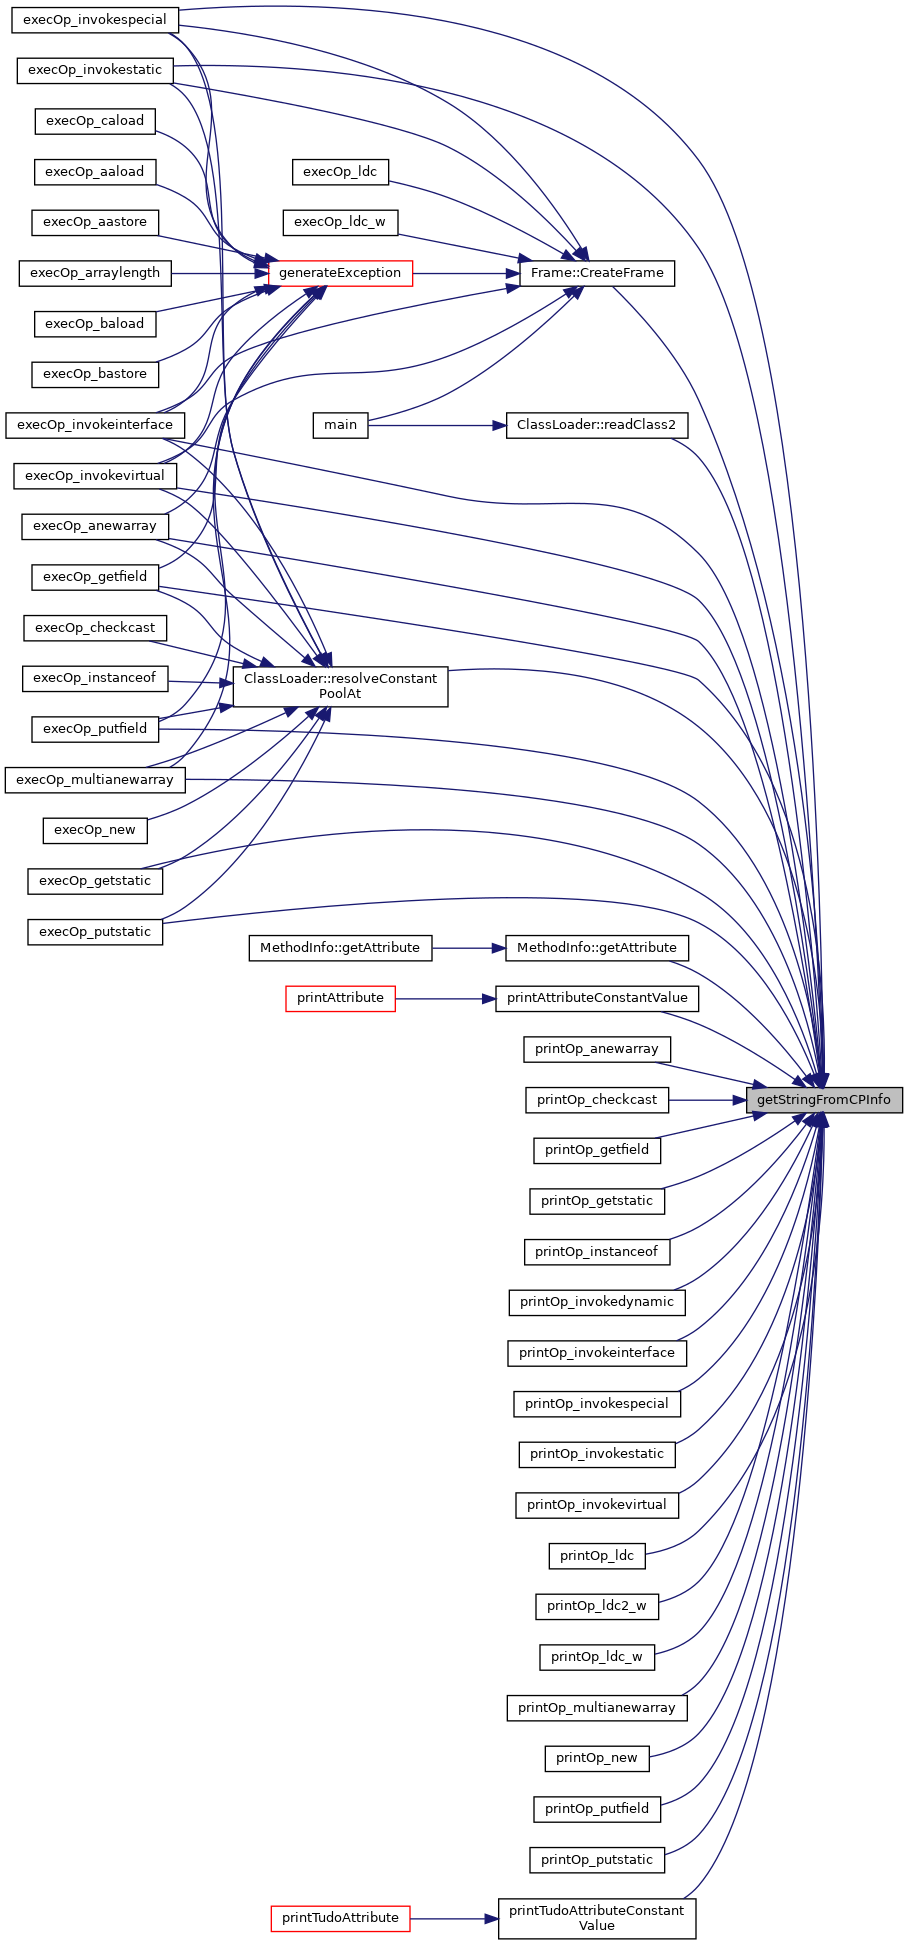 execOp_invokespecial
execOp_invokestatic
execOp_caload
execOp_aaload
execOp_ldc
execOp_aastore
execOp_ldc_w
execOp_arraylength
generateException
Frame::CreateFrame
execOp_baload
execOp_bastore
execOp_invokeinterface
main
ClassLoader::readClass2
execOp_invokevirtual
execOp_anewarray
execOp_getfield
execOp_checkcast
execOp_instanceof
ClassLoader::resolveConstant
PoolAt
execOp_putfield
execOp_multianewarray
execOp_new
execOp_getstatic
execOp_putstatic
MethodInfo::getAttribute
MethodInfo::getAttribute
printAttribute
printAttributeConstantValue
printOp_anewarray
printOp_checkcast
getStringFromCPInfo
printOp_getfield
printOp_getstatic
printOp_instanceof
printOp_invokedynamic
printOp_invokeinterface
printOp_invokespecial
printOp_invokestatic
printOp_invokevirtual
printOp_ldc
printOp_ldc2_w
printOp_ldc_w
printOp_multianewarray
printOp_new
printOp_putfield
printOp_putstatic
printTudoAttribute
printTudoAttributeConstant
Value